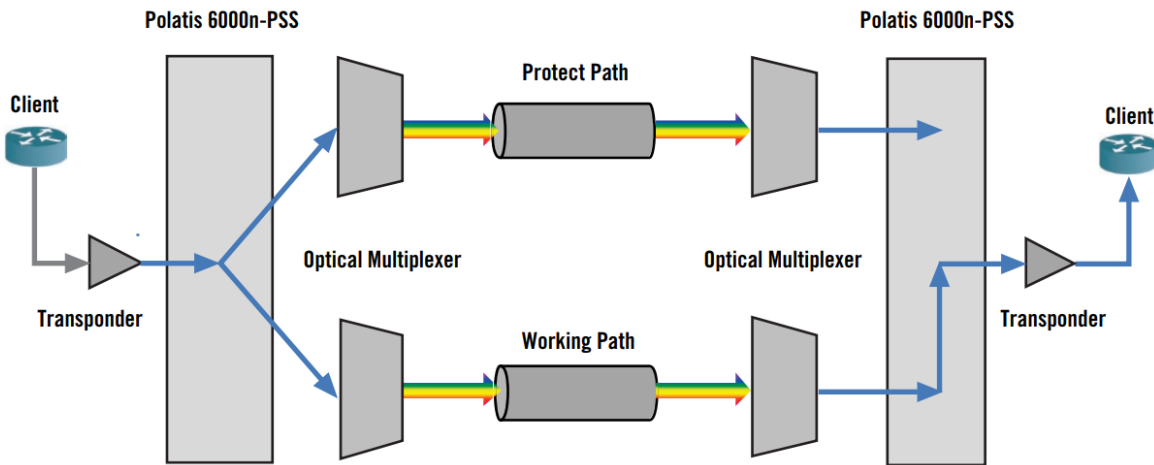 Polatis 6000n-PSS
Polatis 6000n-PSS
Protect Path
Client
Client
Optical Multiplexer
Optical Multiplexer
Transponder
Transponder
Working Path